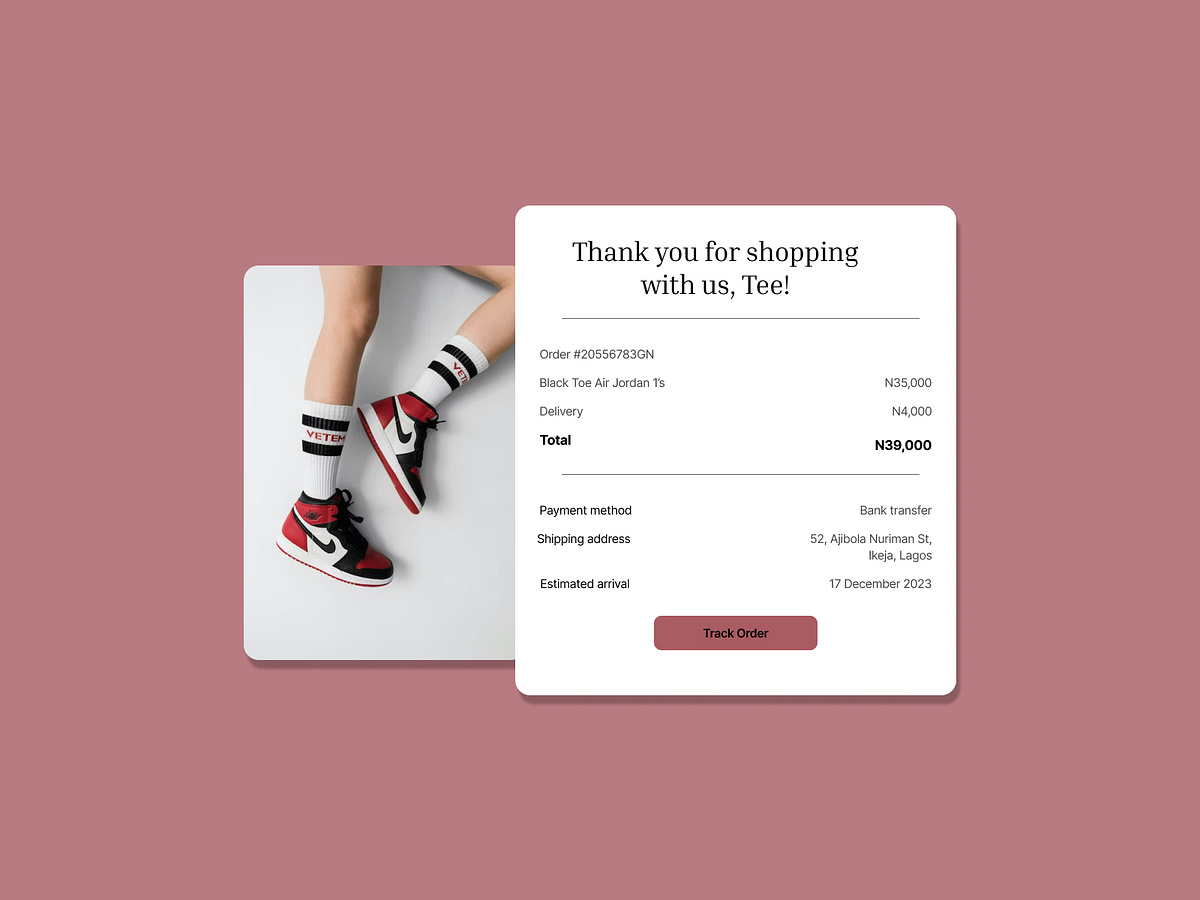 Thank you for shopping
with us, Tee!
Order #20556783GN
Black Toe Air Jordan 1's N35,000
Delivery N4,000
Total N39,000
Payment method Bank transfer
Shipping address 52, Ajibola Nuriman St,
Ikeja, Lagos
Estimated arrival 17 December 2023
Track Order
VETEM
VET